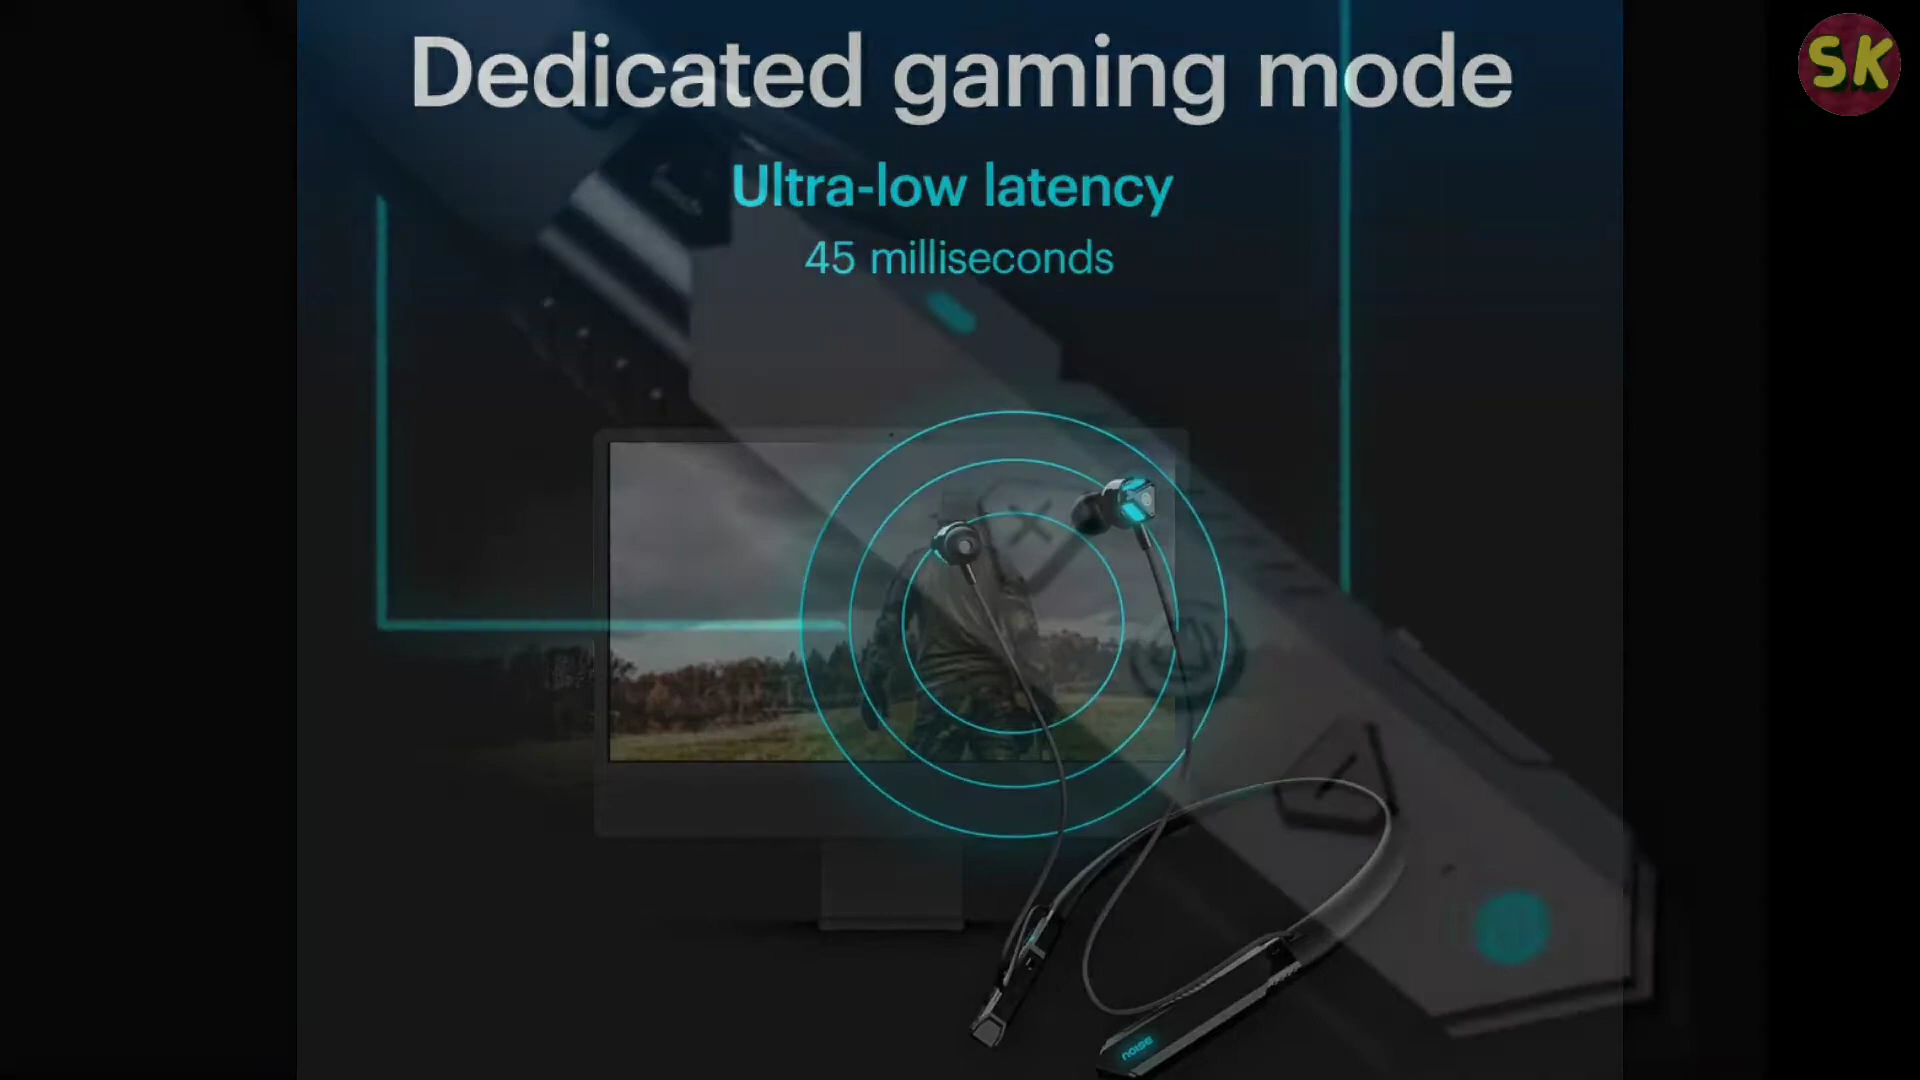 Dedicated gaming mode
SK
Ultra-low latency
45 milliseconds
noise